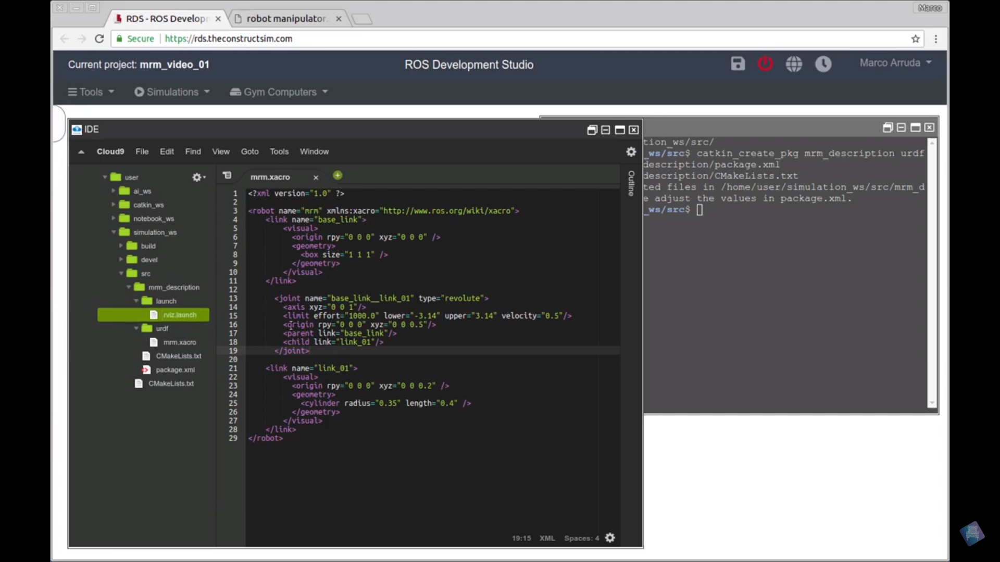 Marco
RDS - ROS Develop
robot manipulator.
Secure
https://rds.theconstructsim.com
Current project: mrm_video_01
ROS Development Studio
Marco Arruda
Tools
Simulations
Gym Computers
IDE
Cloud9 File Edit Find View Goto Tools Window
user
ai_ws
catkin_ws
notebook_ws
simulation_ws
build
devel
src
mrm_description
launch
rviz.launch
urdf
mrm.xacro
CMakeLists.txt
package.xml
CMakeLists.txt
mrm.xacro
1 <?xml version="1.0" ?>
2
3 <robot name="mrm" xmlns:xacro="http://www.ros.org/wiki/xacro">
4 <link name="base_link">
5 <visual>
6 <origin rpy="0 0 0" xyz="0 0 0" />
7 <geometry>
8 <box size="1 1 1" />
9 </geometry>
10 </visual>
11 </link>
12
13 <joint name="base_link__link_01" type="revolute">
14 <axis xyz="0 0 1"/>
15 <limit effort="1000.0" lower="-3.14" upper="3.14" velocity="0.5"/>
16 <origin rpy="0 0 0" xyz="0 0 0.5"/>
17 <parent link="base_link"/>
18 <child link="link_01"/>
19 </joint>
20
21 <link name="link_01">
22 <visual>
23 <origin rpy="0 0 0" xyz="0 0 0.2" />
24 <geometry>
25 <cylinder radius="0.35" length="0.4" />
26 </geometry>
27 </visual>
28 </link>
29 </robot>
Outline
19:15 XML Spaces: 4
tion_ws/src/
_ws/src$ catkin_create_pkg mrm_description urdf
description/package.xml
description/CMakeLists.txt
ted files in /home/user/simulation_ws/src/mrm_d
e adjust the values in package.xml.
_ws/src$